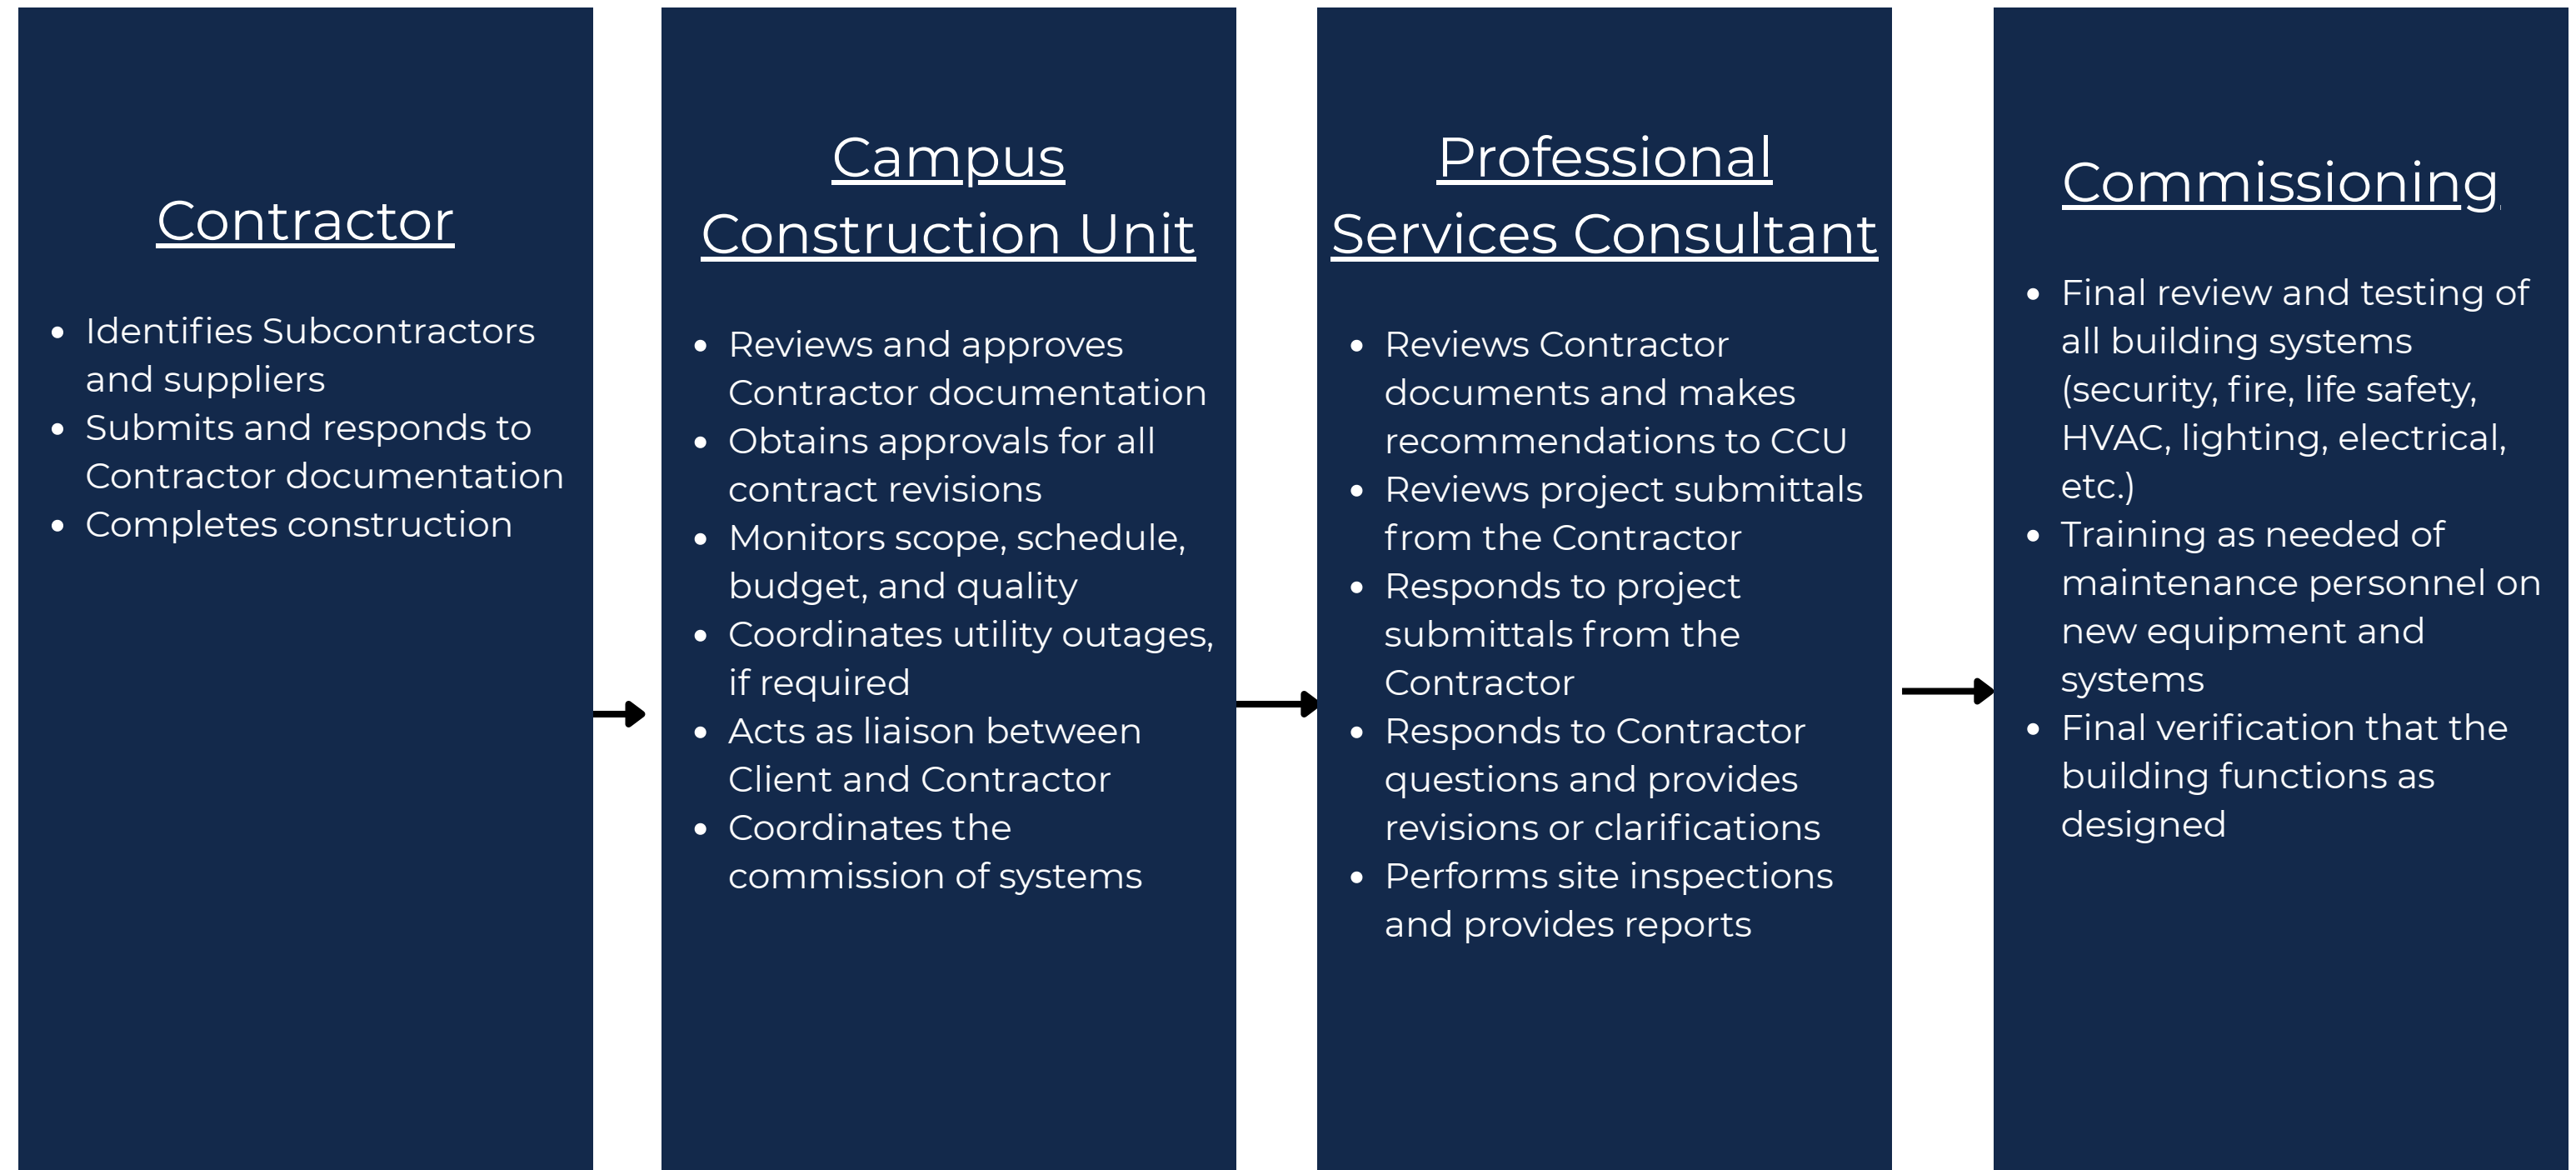 Contractor
• Identifies Subcontractors
and suppliers
• Submits and responds to
Contractor documentation
• Completes construction
Campus
Construction Unit
• Reviews and approves
Contractor documentation
• Obtains approvals for all
contract revisions
• Monitors scope, schedule,
budget, and quality
• Coordinates utility outages,
if required
• Acts as liaison between
Client and Contractor
• Coordinates the
commission of systems
Professional
Services Consultant
• Reviews Contractor
documents and makes
recommendations to CCU
• Reviews project submittals
from the Contractor
• Responds to project
submittals from the
Contractor
• Responds to Contractor
questions and provides
revisions or clarifications
• Performs site inspections
and provides reports
Commissioning
• Final review and testing of
all building systems
(security, fire, life safety,
HVAC, lighting, electrical,
etc.)
• Training as needed of
maintenance personnel on
new equipment and
systems
• Final verification that the
building functions as
designed